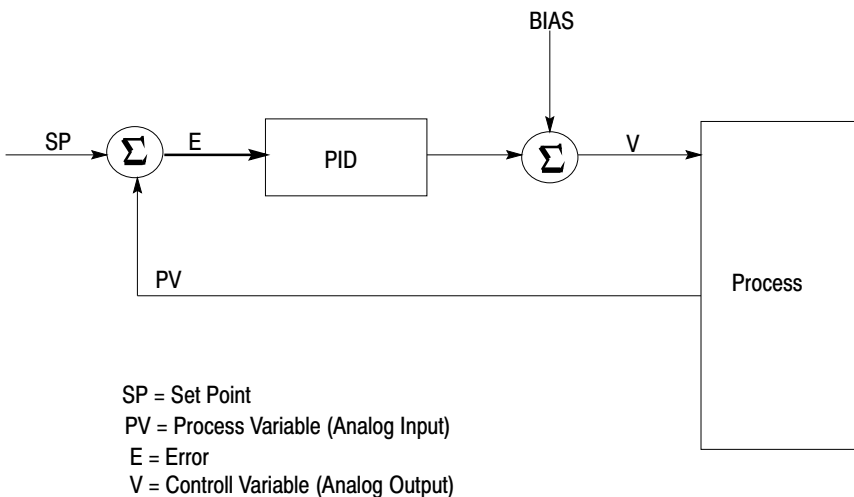 BIAS
SP
Σ
E
PID
Σ
V
PV
Process
SP = Set Point
PV = Process Variable (Analog Input)
E = Error
V = Controll Variable (Analog Output)